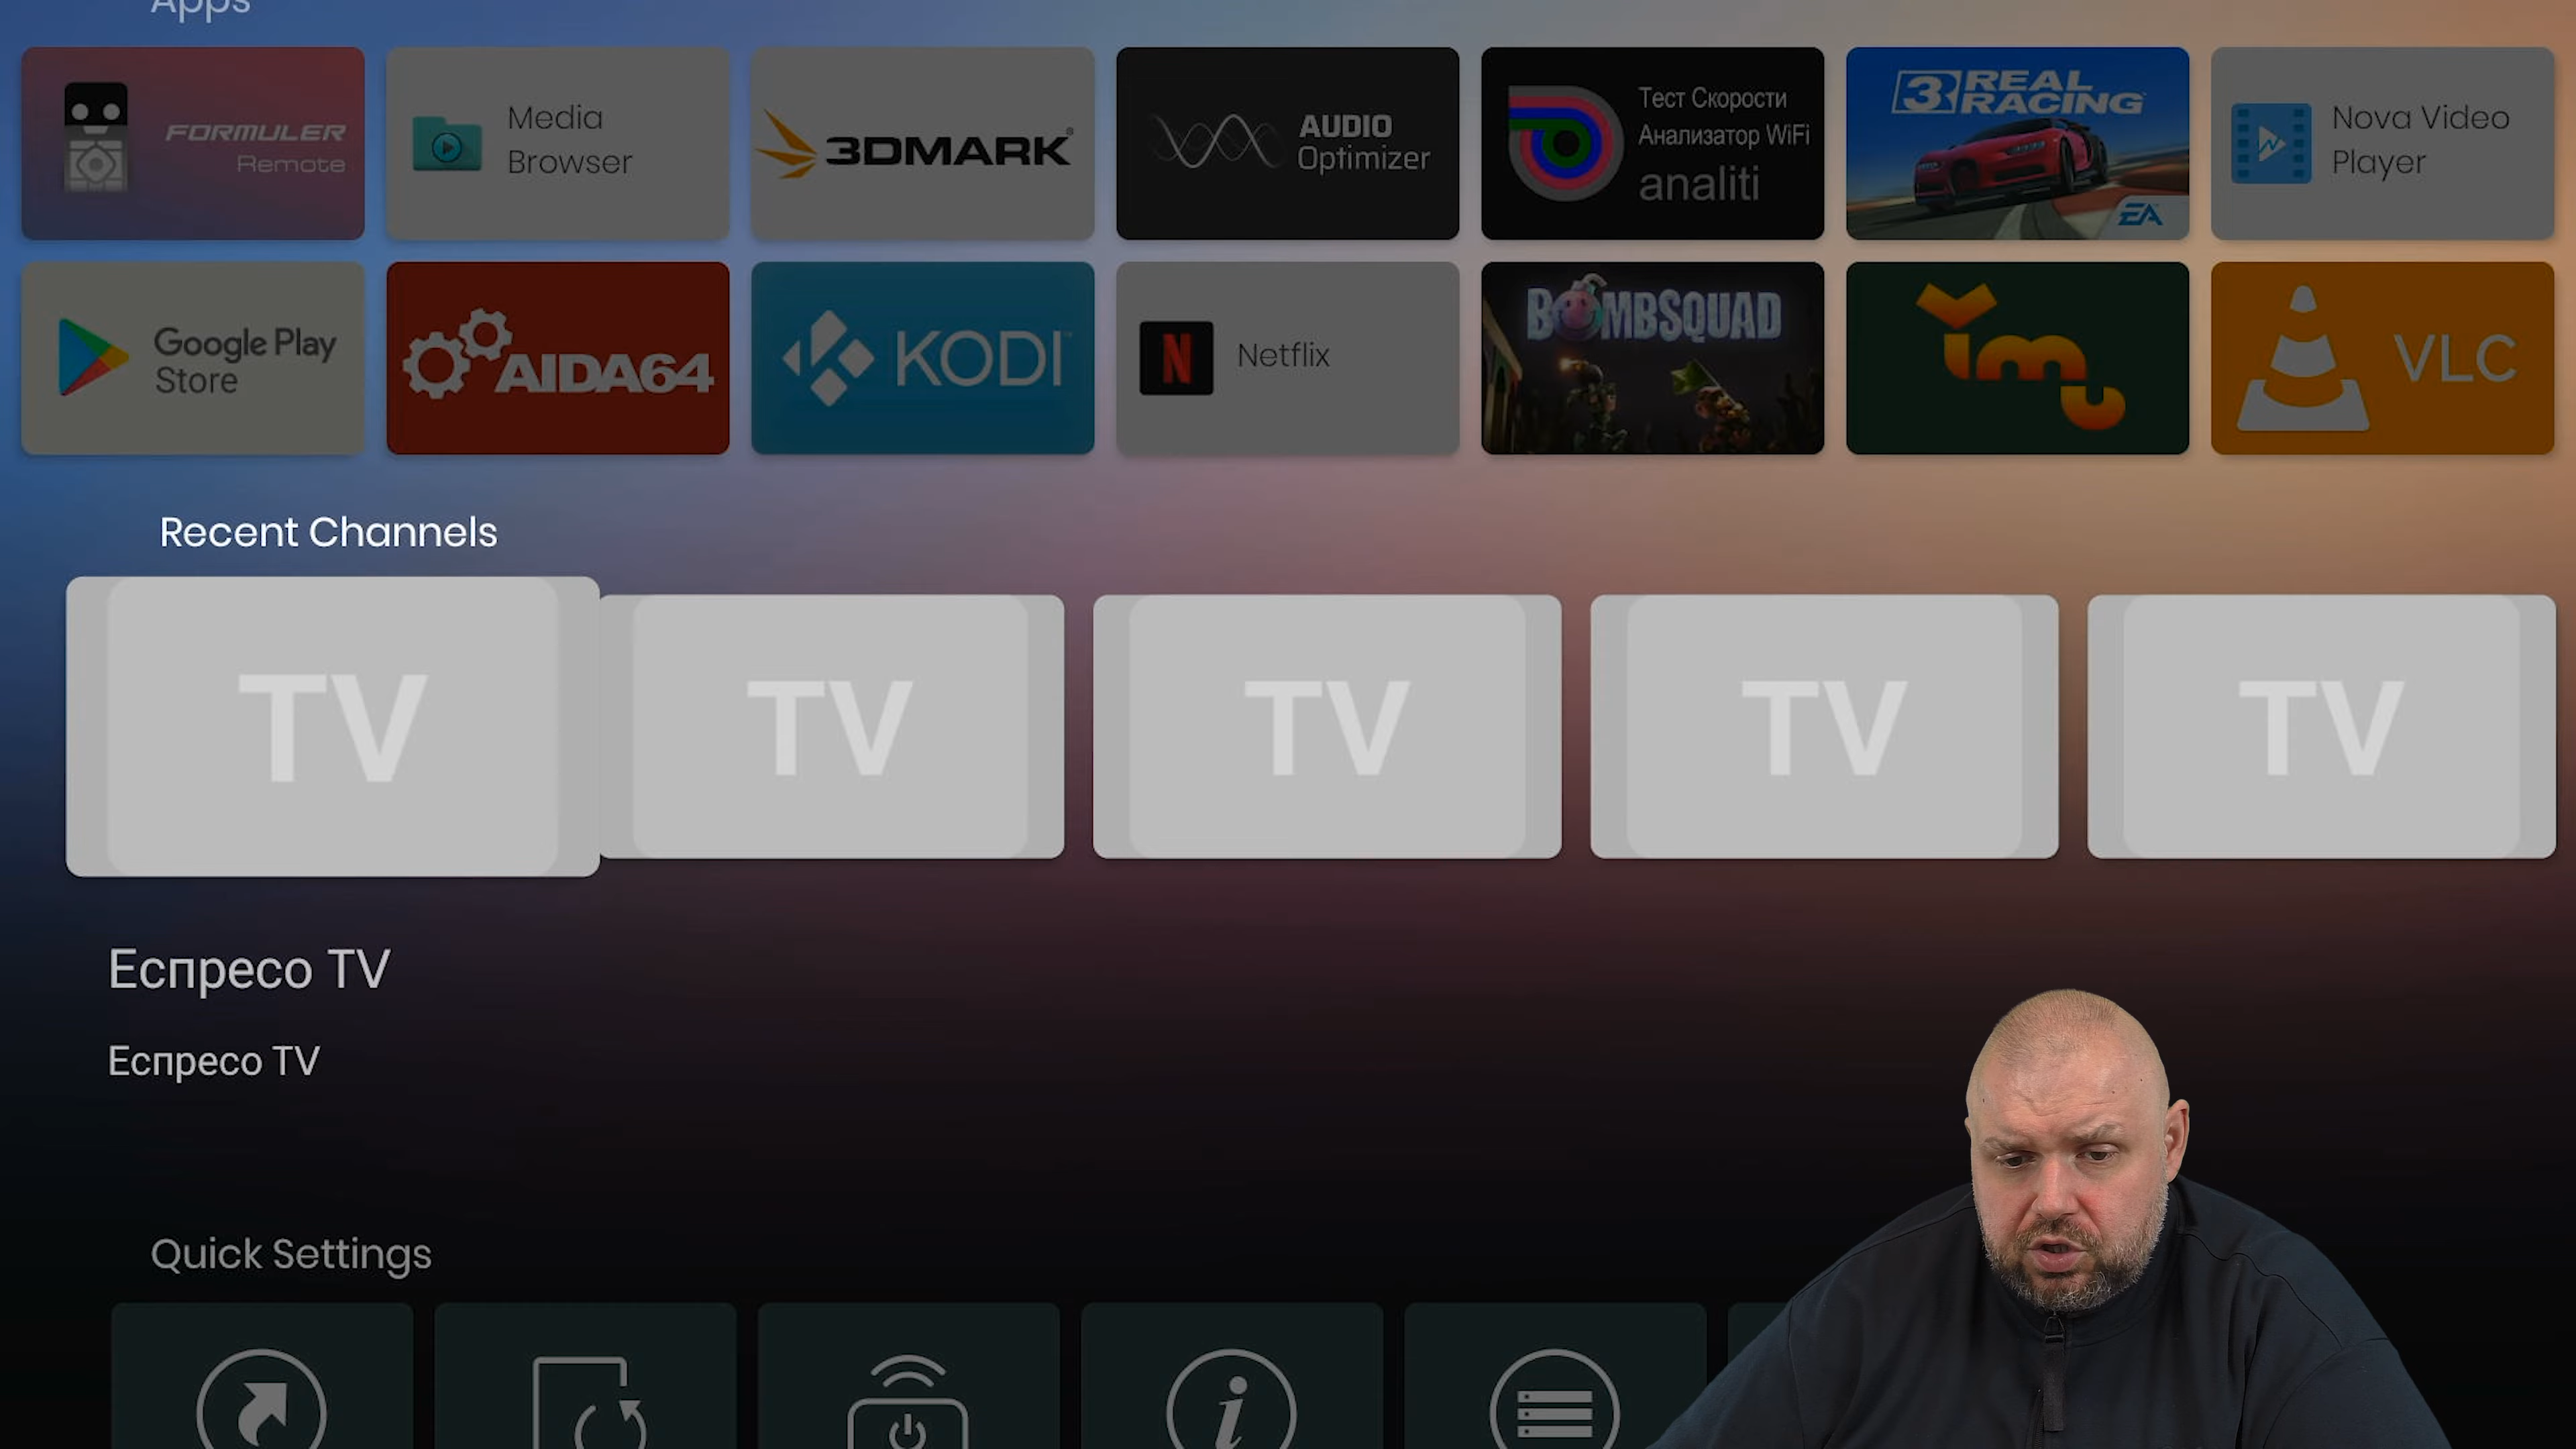 Apps
FORMULER
Remote
Media
Browser
3DMARK
AUDIO
Optimizer
Тест Скорости
Анализатор WiFi
analiti
3 REAL
RACING
EA
Nova Video
Player
Google Play
Store
AIDA64
KODI
N
Netflix
BOMBSQUAD
Vimu
VLC
Recent Channels
TV
TV
TV
TV
TV
Еспресо TV
Еспресо TV
Quick Settings